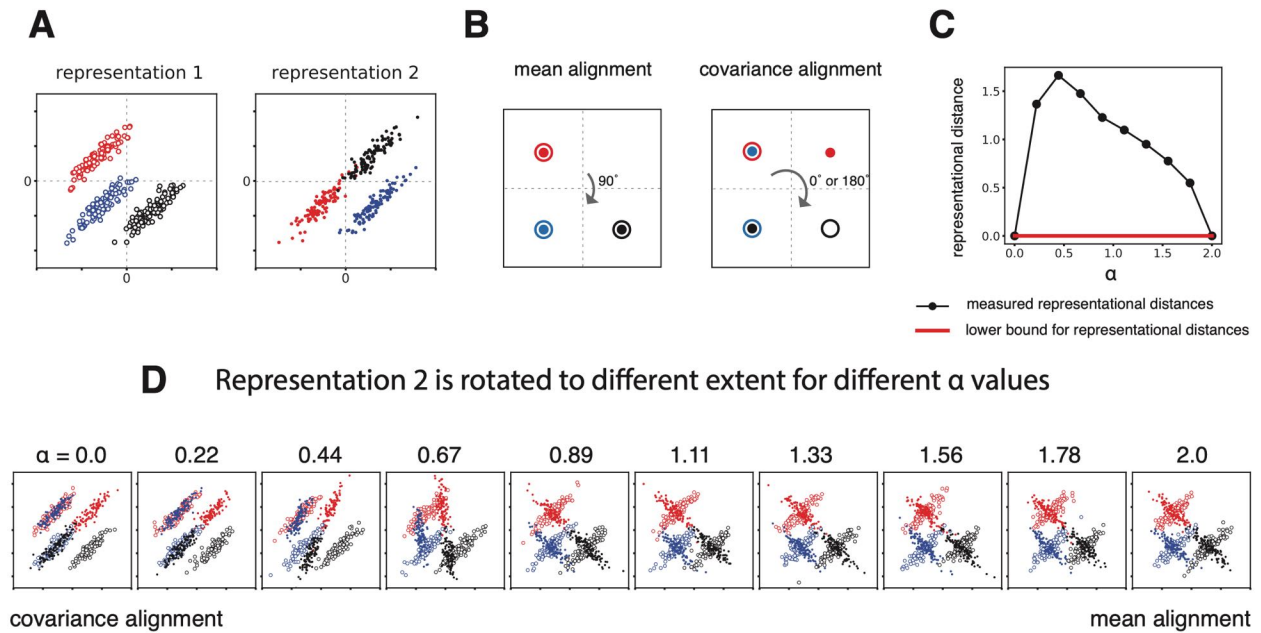 A
B
C
representation 1
representation 2
0
0
0
0
mean alignment
covariance alignment
90°
0° or 180°
representational distance
1.5
1.0
0.5
0.0
0.0
0.5
1.0
1.5
2.0
α
measured representational distances
lower bound for representational distances
D
Representation 2 is rotated to different extent for different α values
α = 0.0
0.22
0.44
0.67
0.89
1.11
1.33
1.56
1.78
2.0
covariance alignment
mean alignment